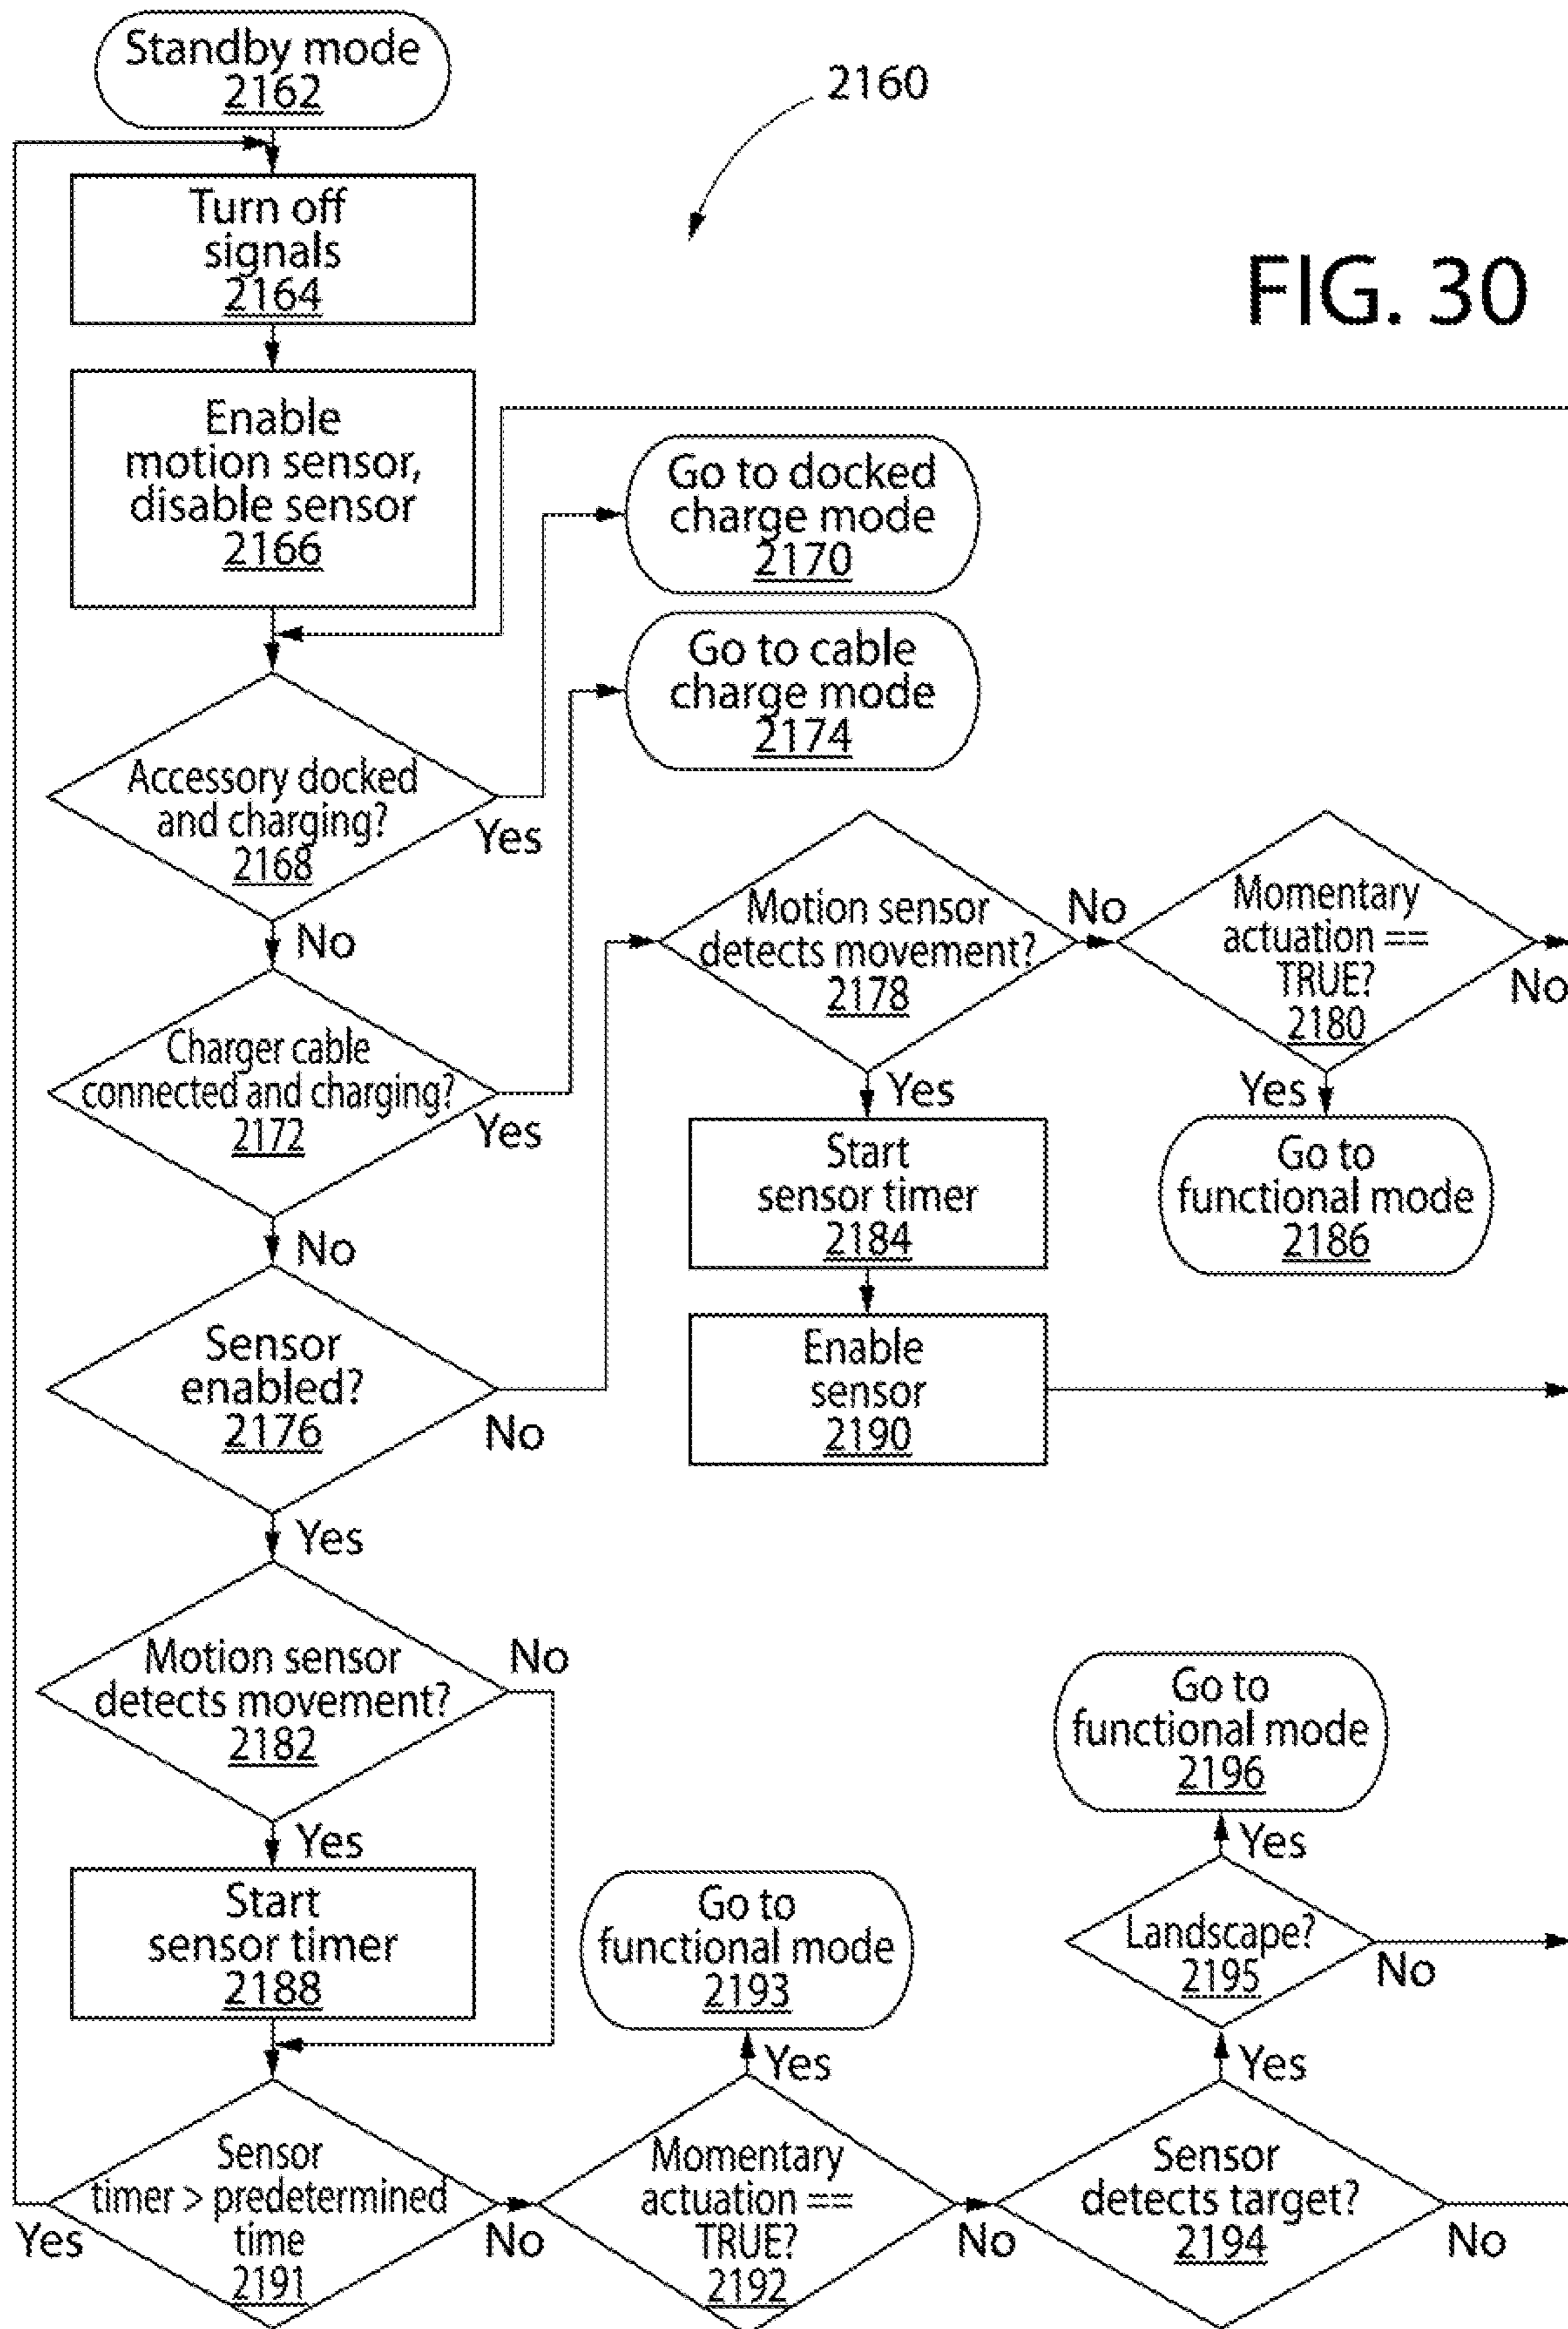 Standby mode
2162
2160
Turn off
signals
2164
FIG. 30
Enable
motion sensor,
disable sensor
2166
Go to docked
charge mode
2170
Go to cable
charge mode
2174
Accessory docked
and charging?
2168
Yes
No
Charger cable
connected and charging?
2172
Yes
No
Motion sensor
detects movement?
2178
No
Momentary
actuation ==
TRUE?
2180
No
Yes
Start
sensor timer
2184
Yes
Go to
functional mode
2186
Enable
sensor
2190
Sensor
enabled?
2176
No
Yes
Motion sensor
detects movement?
2182
No
Yes
Start
sensor timer
2188
Sensor
timer > predetermined
time
2191
Yes
No
Go to
functional mode
2193
Yes
Momentary
actuation ==
TRUE?
2192
No
Go to
functional mode
2196
Yes
Landscape?
2195
No
Yes
Sensor
detects target?
2194
No